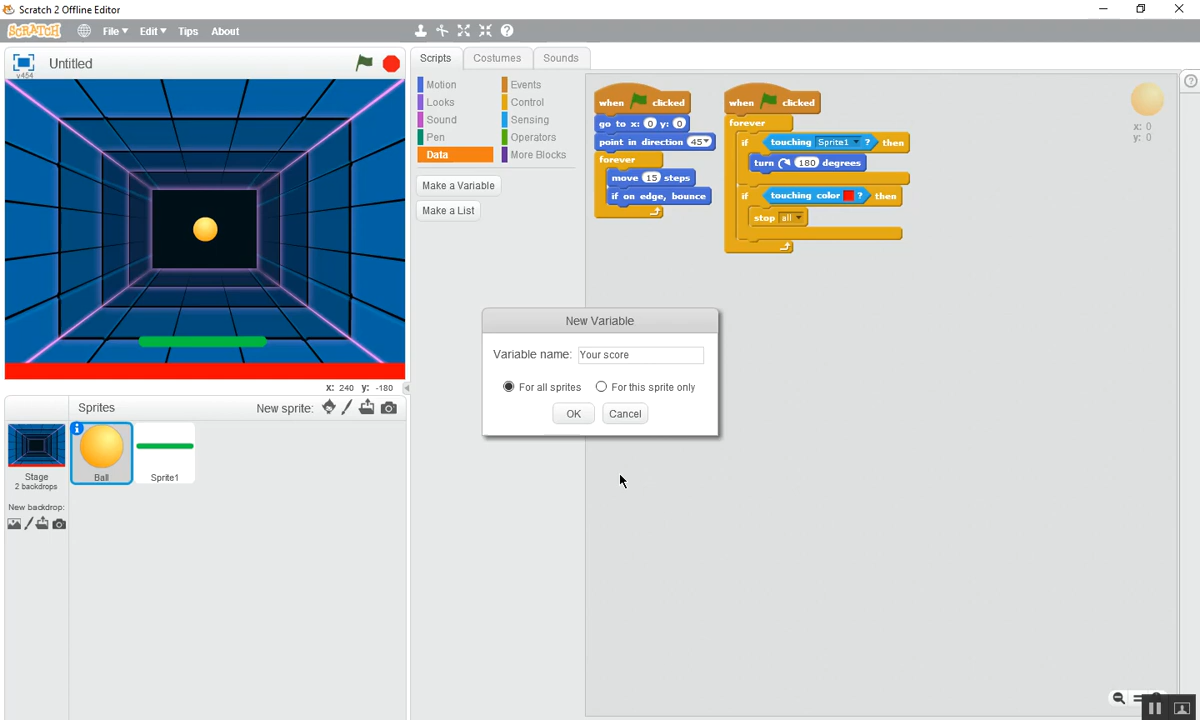 Scratch 2 Offline Editor
SCRATCH File▼ Edit▼ Tips About
v454 Untitled
Scripts Costumes Sounds
Motion Events
Looks Control
Sound Sensing
Pen Operators
Data More Blocks
Make a Variable
Make a List
when clicked
go to x: 0 y: 0
point in direction 45▼
forever
move 15 steps
if on edge, bounce
when clicked
forever
if touching Sprite1 ? then
turn 180 degrees
if touching color ? then
stop all
x: 0
y: 0
New Variable
Variable name: Your score
For all sprites For this sprite only
OK Cancel
x: 240 y: -180
Sprites New sprite:
Stage
2 backdrops
Ball
Sprite1
New backdrop: